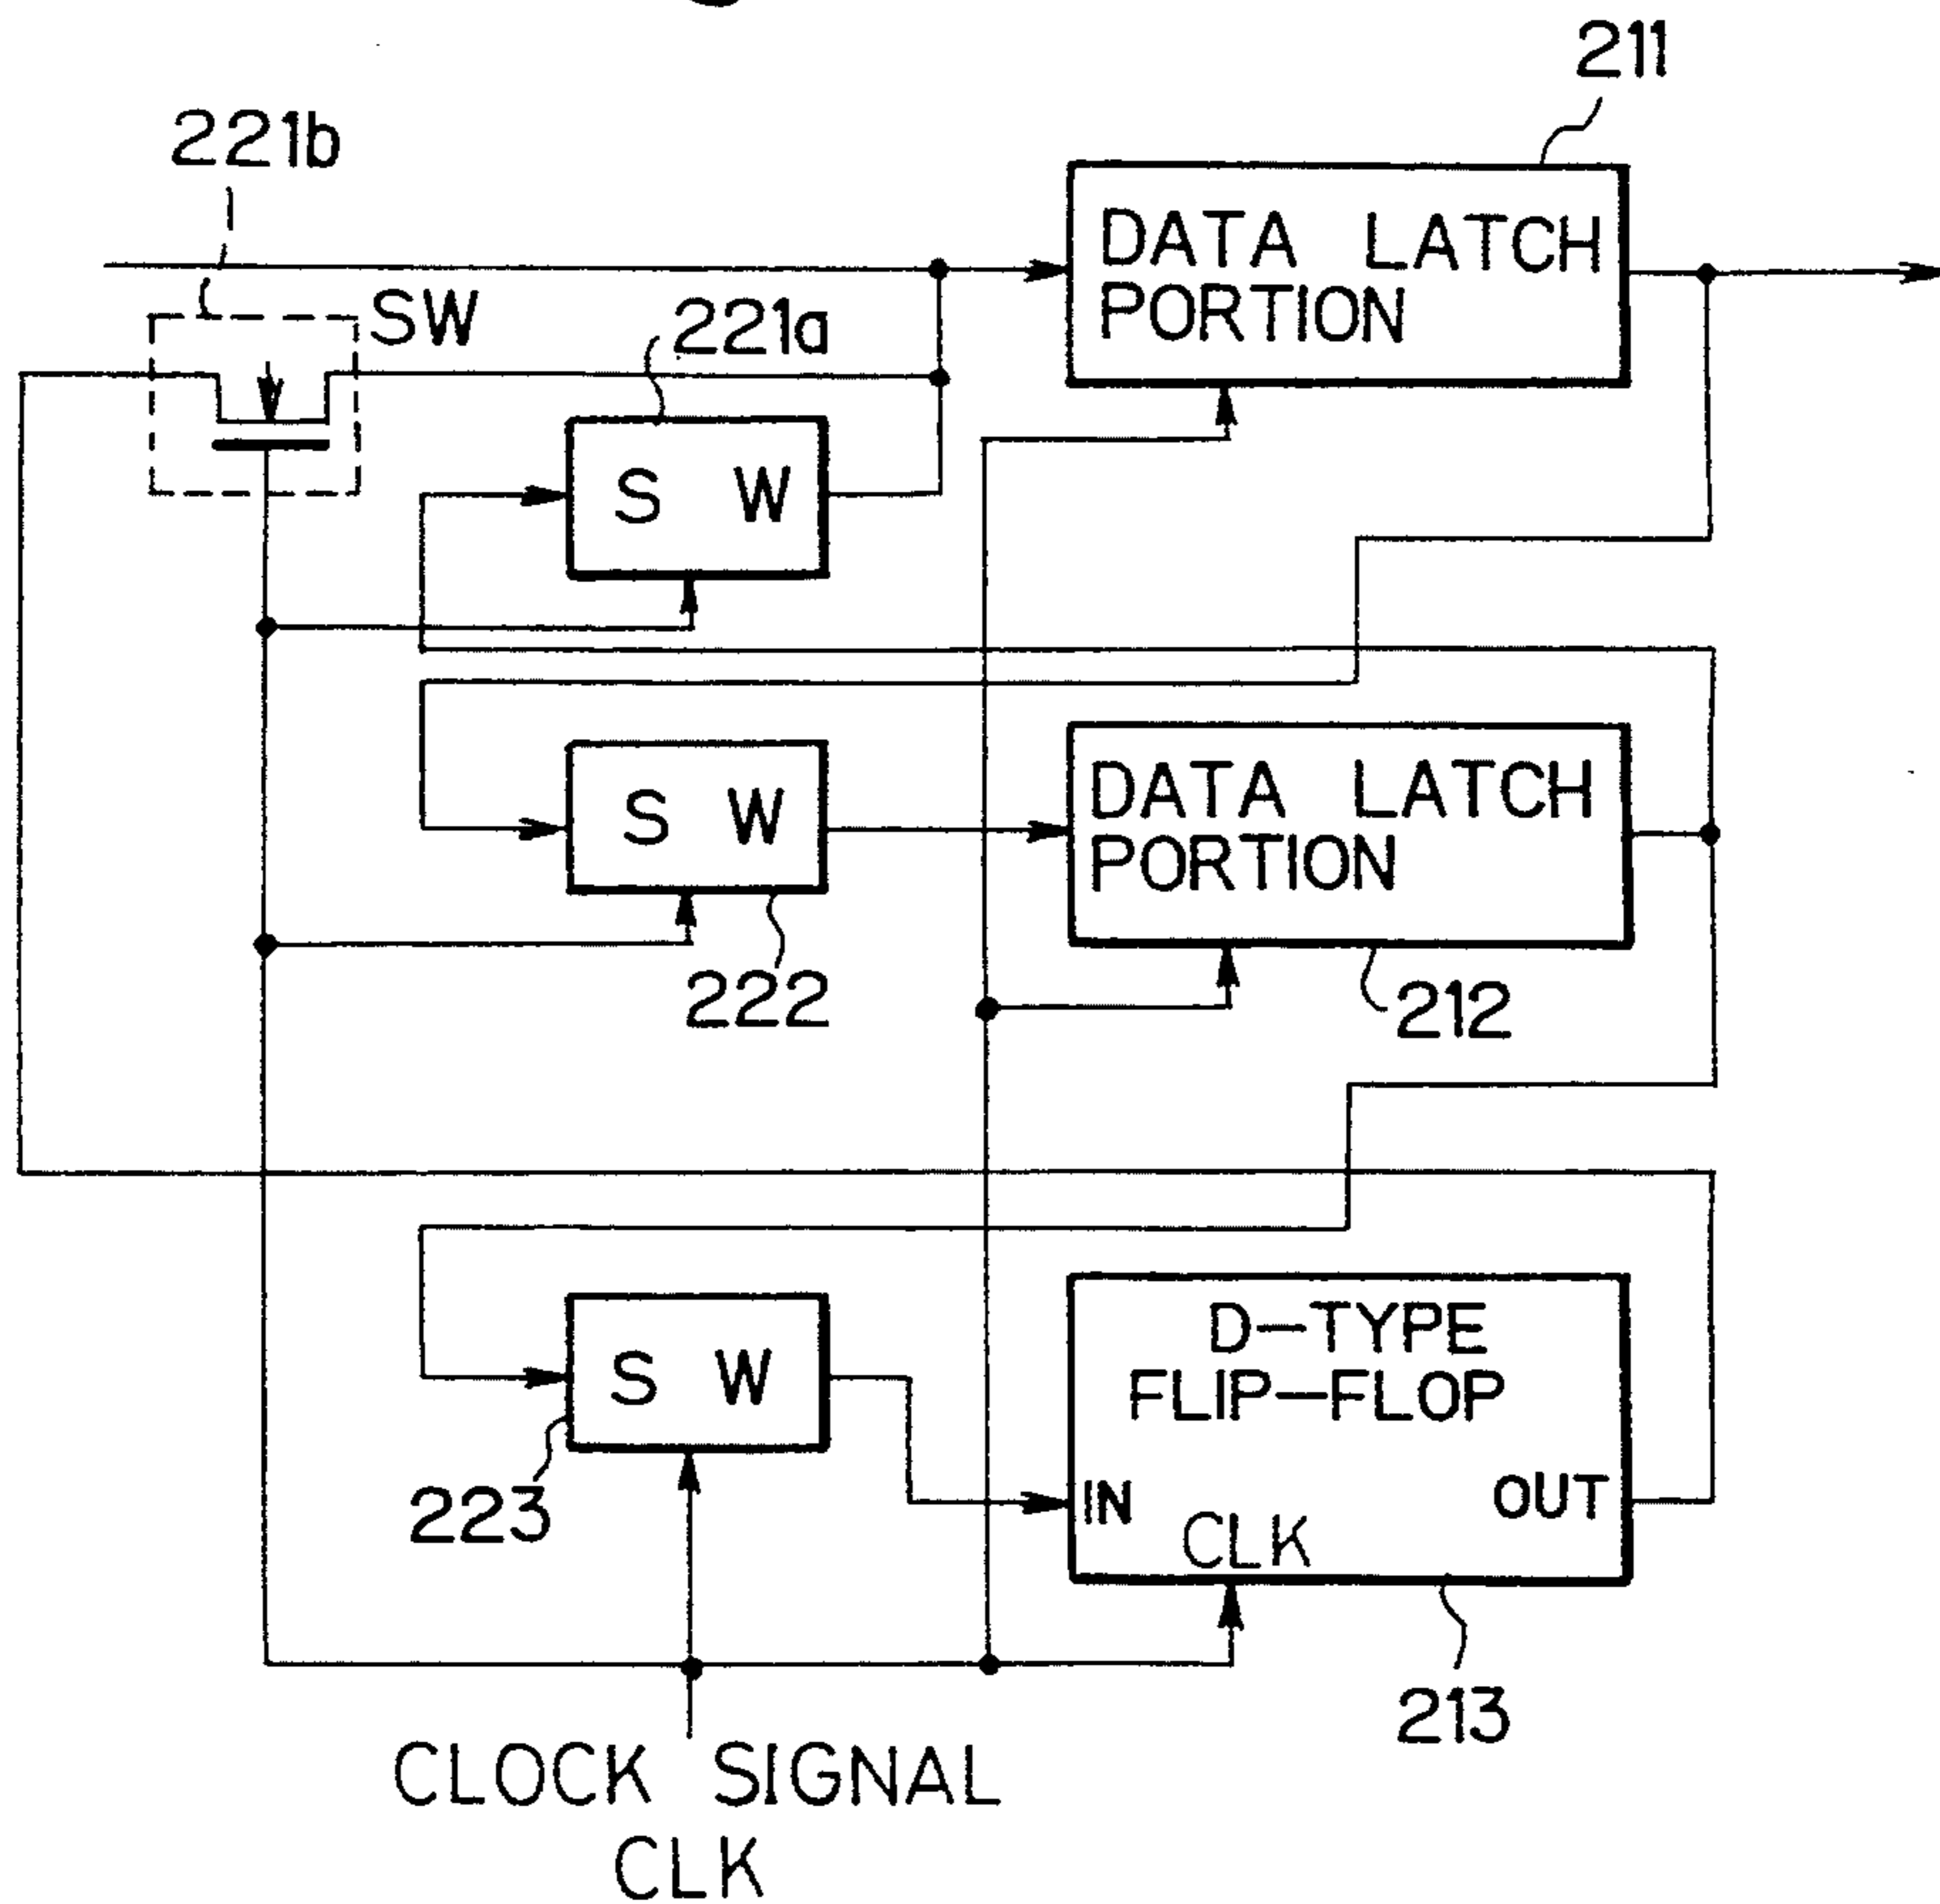 211
221b
DATA LATCH
PORTION
SW
221a
S W
S W
DATA LATCH
PORTION
222
212
D-TYPE
FLIP-FLOP
S W
IN
OUT
CLK
223
213
CLOCK SIGNAL
CLK